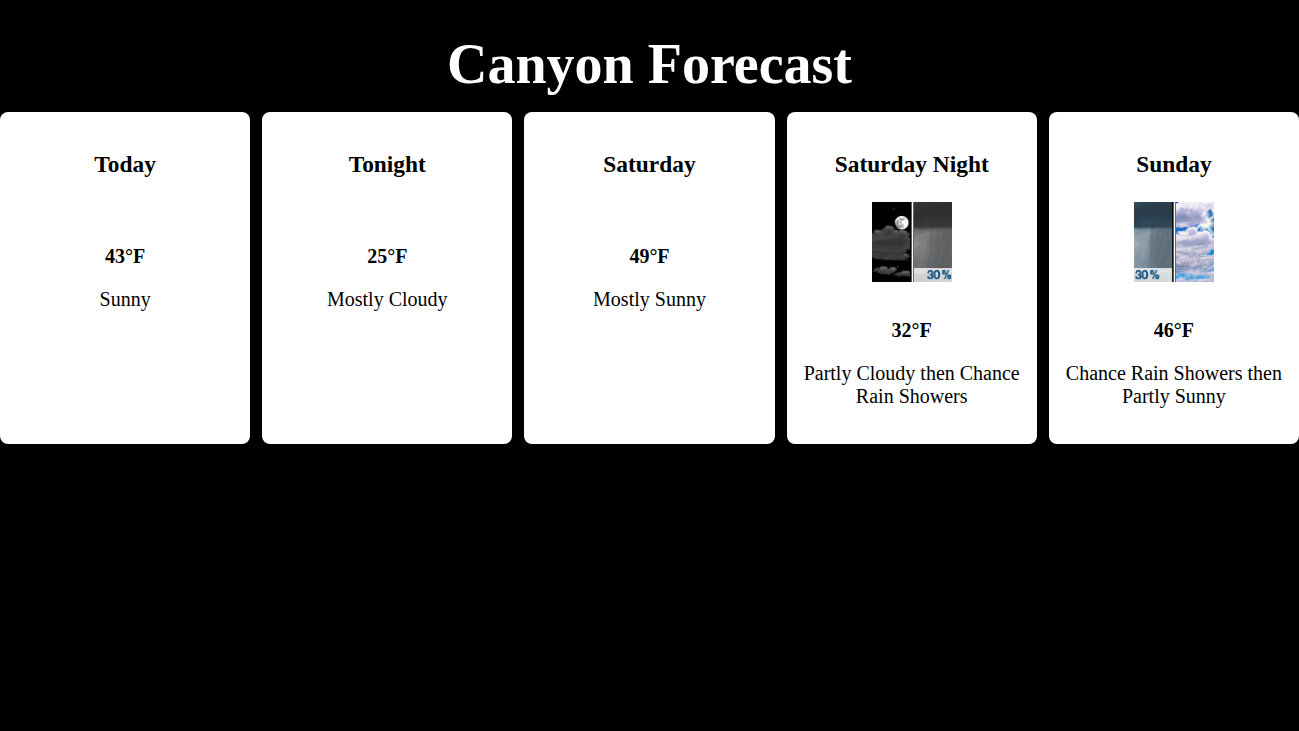 Canyon Forecast
Today
43°F
Sunny
Tonight
25°F
Mostly Cloudy
Saturday
49°F
Mostly Sunny
Saturday Night
30%
32°F
Partly Cloudy then Chance
Rain Showers
Sunday
30%
46°F
Chance Rain Showers then
Partly Sunny